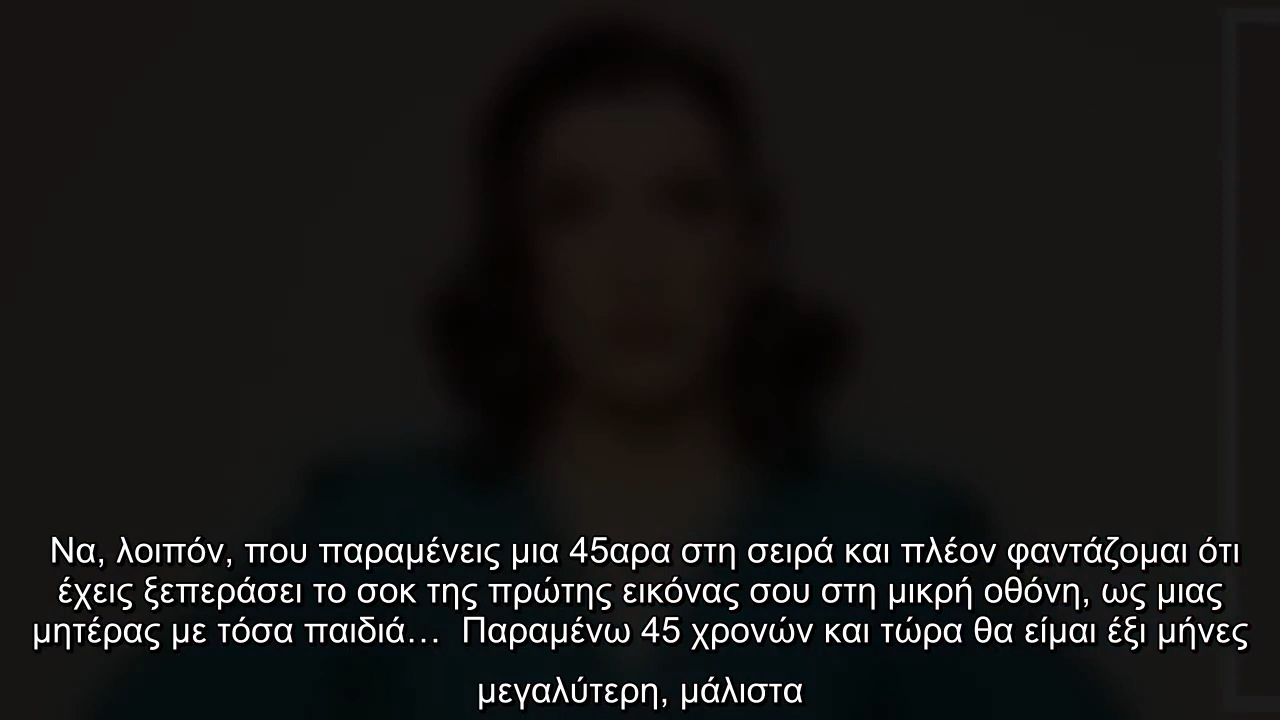 Να, λοιπόν, που παραμένεις μια 45αρα στη σειρά και πλέον φαντάζομαι ότι
έχεις ξεπεράσει το σοκ της πρώτης εικόνας σου στη μικρή οθόνη, ως μιας
μητέρας με τόσα παιδιά… Παραμένω 45 χρονών και τώρα θα είμαι έξι μήνες
μεγαλύτερη, μάλιστα